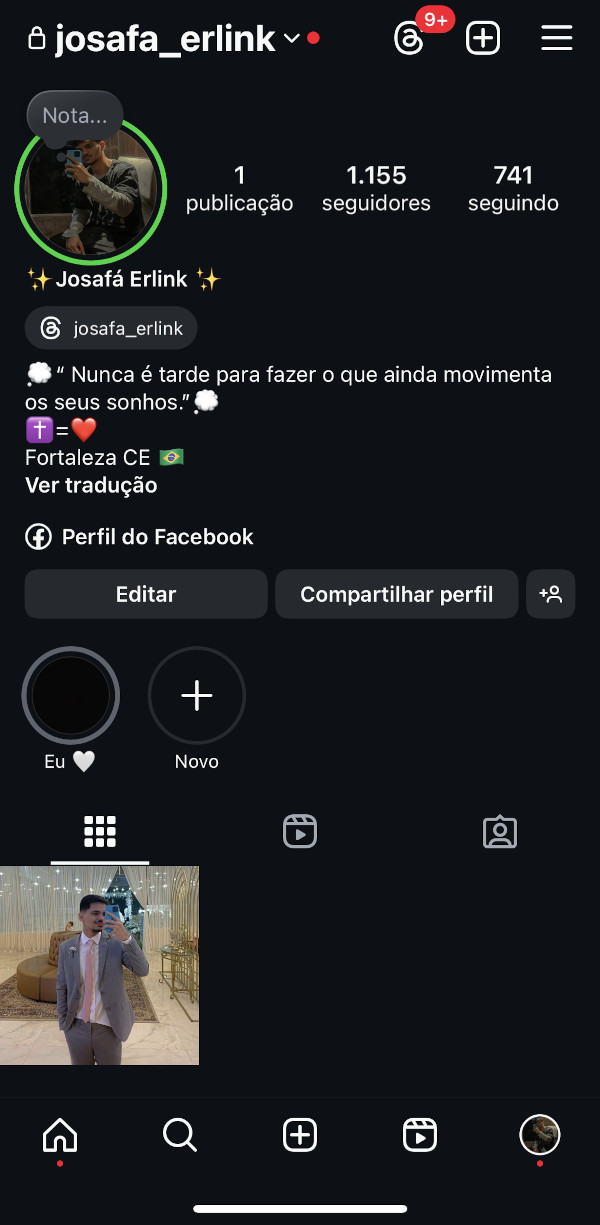 josafa_erlink
9+
Nota...
1
publicação
1.155
seguidores
741
seguindo
✨Josafá Erlink ✨
josafa_erlink
💭“ Nunca é tarde para fazer o que ainda movimenta
os seus sonhos.”💭
✝️=❤️
Fortaleza CE 🇧🇷
Ver tradução
Perfil do Facebook
Editar
Compartilhar perfil
Eu 🤍
Novo